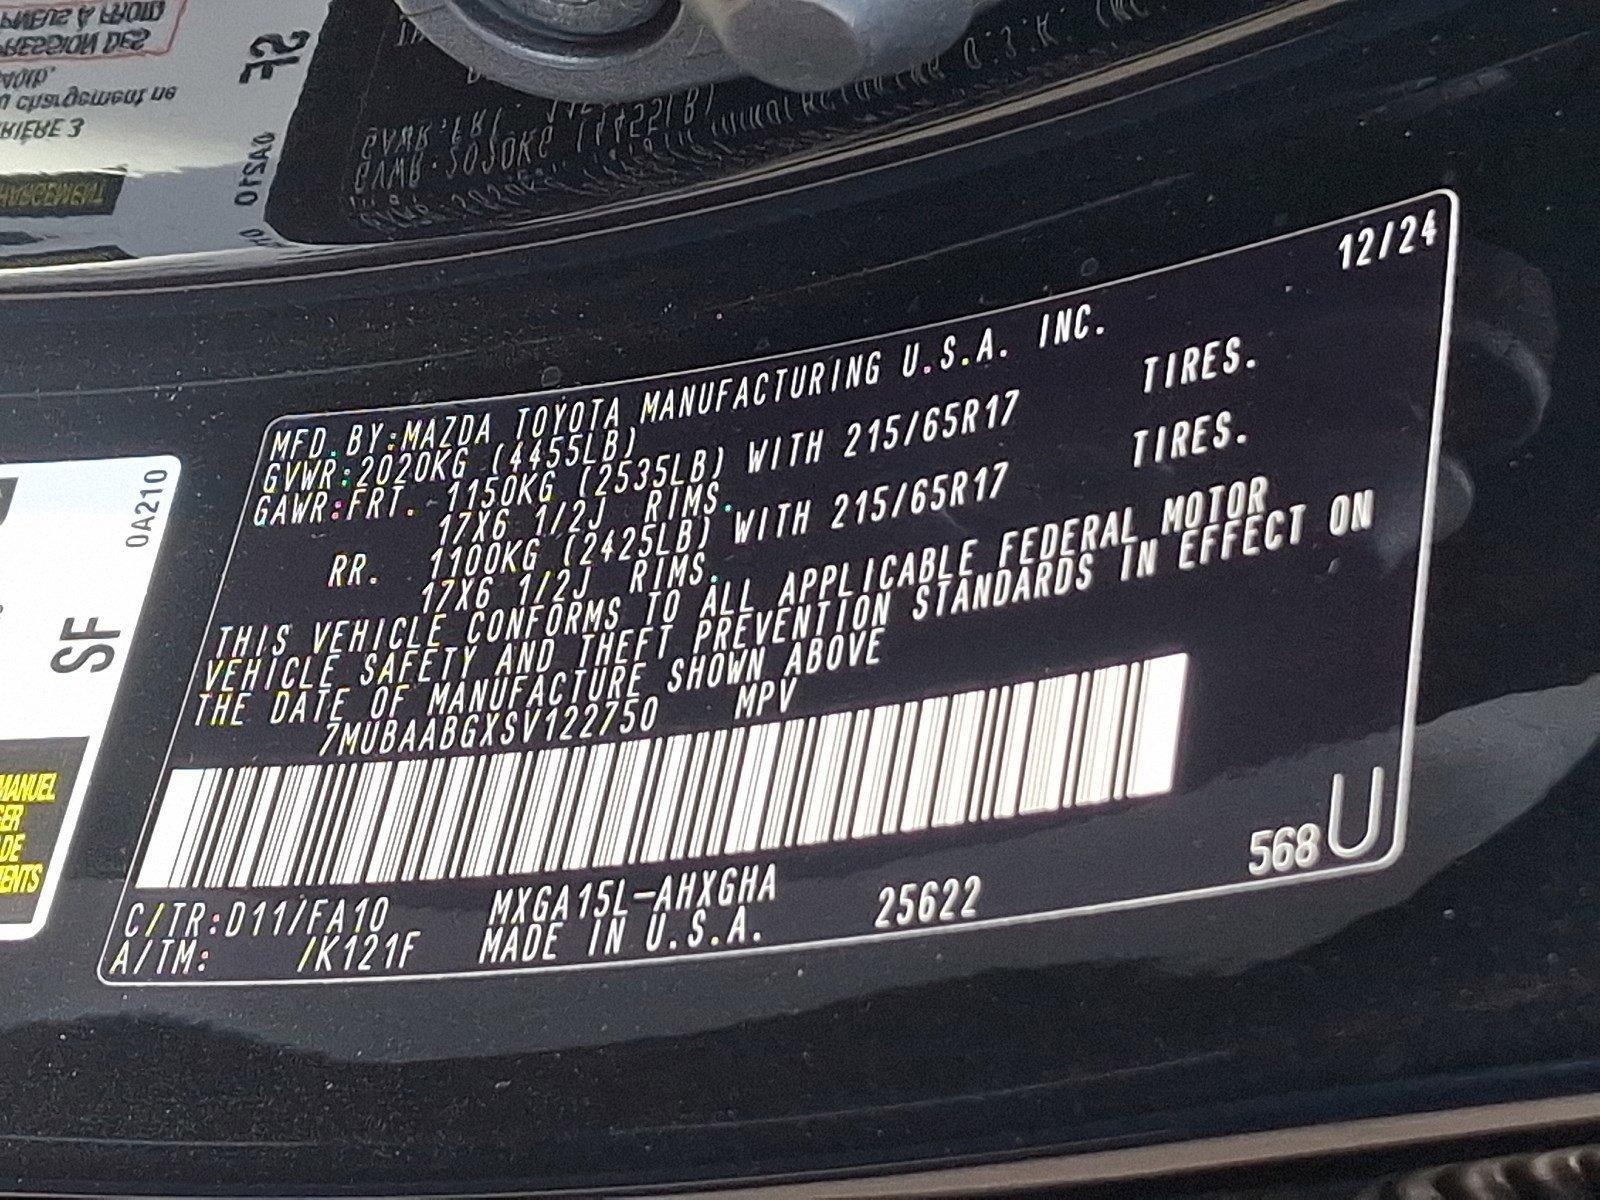 12/24
MFD. BY:MAZDA TOYOTA MANUFACTURING U.S.A. INC.
GVWR:2020KG (4455LB)
GAWR:FRT. 1150KG (2535LB) WITH 215/65R17 TIRES.
17X6 1/2J RIMS.
RR. 1100KG (2425LB) WITH 215/65R17 TIRES.
17X6 1/2J RIMS.
THIS VEHICLE CONFORMS TO ALL APPLICABLE FEDERAL MOTOR
VEHICLE SAFETY AND THEFT PREVENTION STANDARDS IN EFFECT ON
THE DATE OF MANUFACTURE SHOWN ABOVE
7MUBAABGXSV122750 MPV
568 U
C/TR:D11/FA10 MXGA15L-AHXGHA 25622
A/TM: /K121F MADE IN U.S.A.
0A210
SF
MANUEL